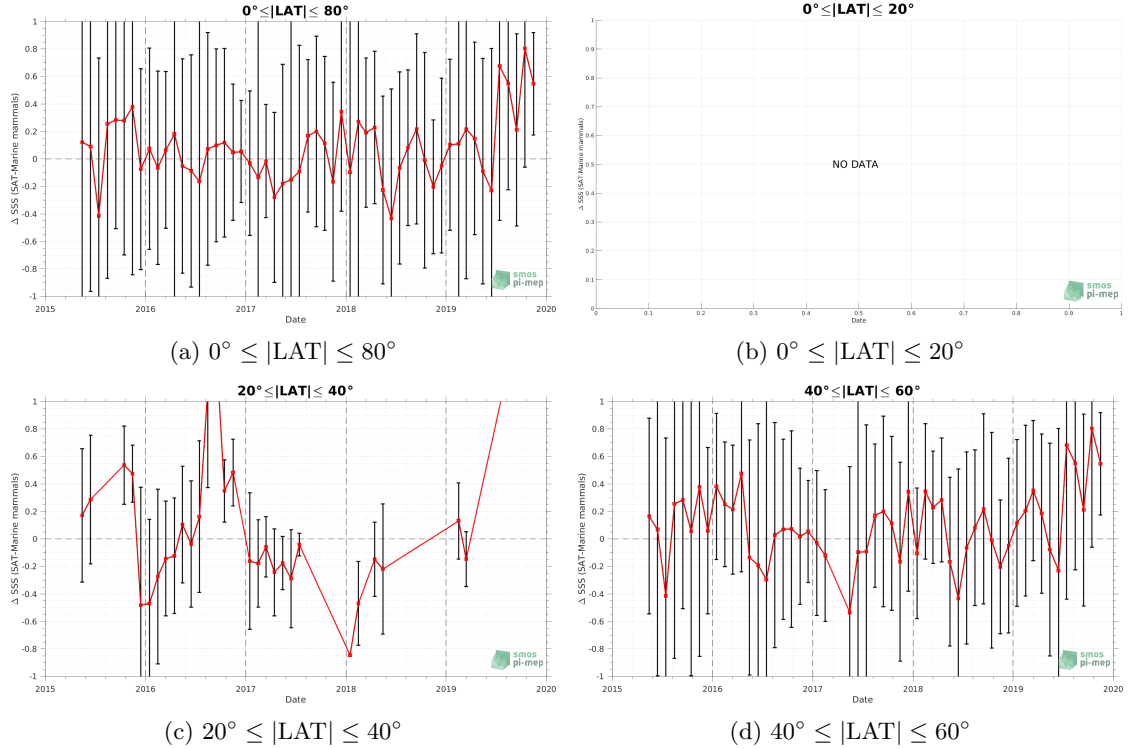 0°≤|LAT|≤ 80°
1
0.8
0.6
0.4
0.2
0
-0.2
-0.4
-0.6
-0.8
-1
Δ SSS (SAT-Marine mammals)
2015
2016
2017
2018
2019
2020
Date
smos
pi-mep
(a) 0° ≤ |LAT| ≤ 80°
0°≤|LAT|≤ 20°
1
0.9
0.8
0.7
0.6
0.5
0.4
0.3
0.2
0.1
0
Δ SSS (SAT-Marine mammals)
NO DATA
0
0.1
0.2
0.3
0.4
0.5
0.6
0.7
0.8
0.9
1
Date
smos
pi-mep
(b) 0° ≤ |LAT| ≤ 20°
20°≤|LAT|≤ 40°
1
0.8
0.6
0.4
0.2
0
-0.2
-0.4
-0.6
-0.8
-1
Δ SSS (SAT-Marine mammals)
2015
2016
2017
2018
2019
2020
Date
smos
pi-mep
(c) 20° ≤ |LAT| ≤ 40°
40°≤|LAT|≤ 60°
1
0.8
0.6
0.4
0.2
0
-0.2
-0.4
-0.6
-0.8
-1
Δ SSS (SAT-Marine mammals)
2015
2016
2017
2018
2019
2020
Date
smos
pi-mep
(d) 40° ≤ |LAT| ≤ 60°